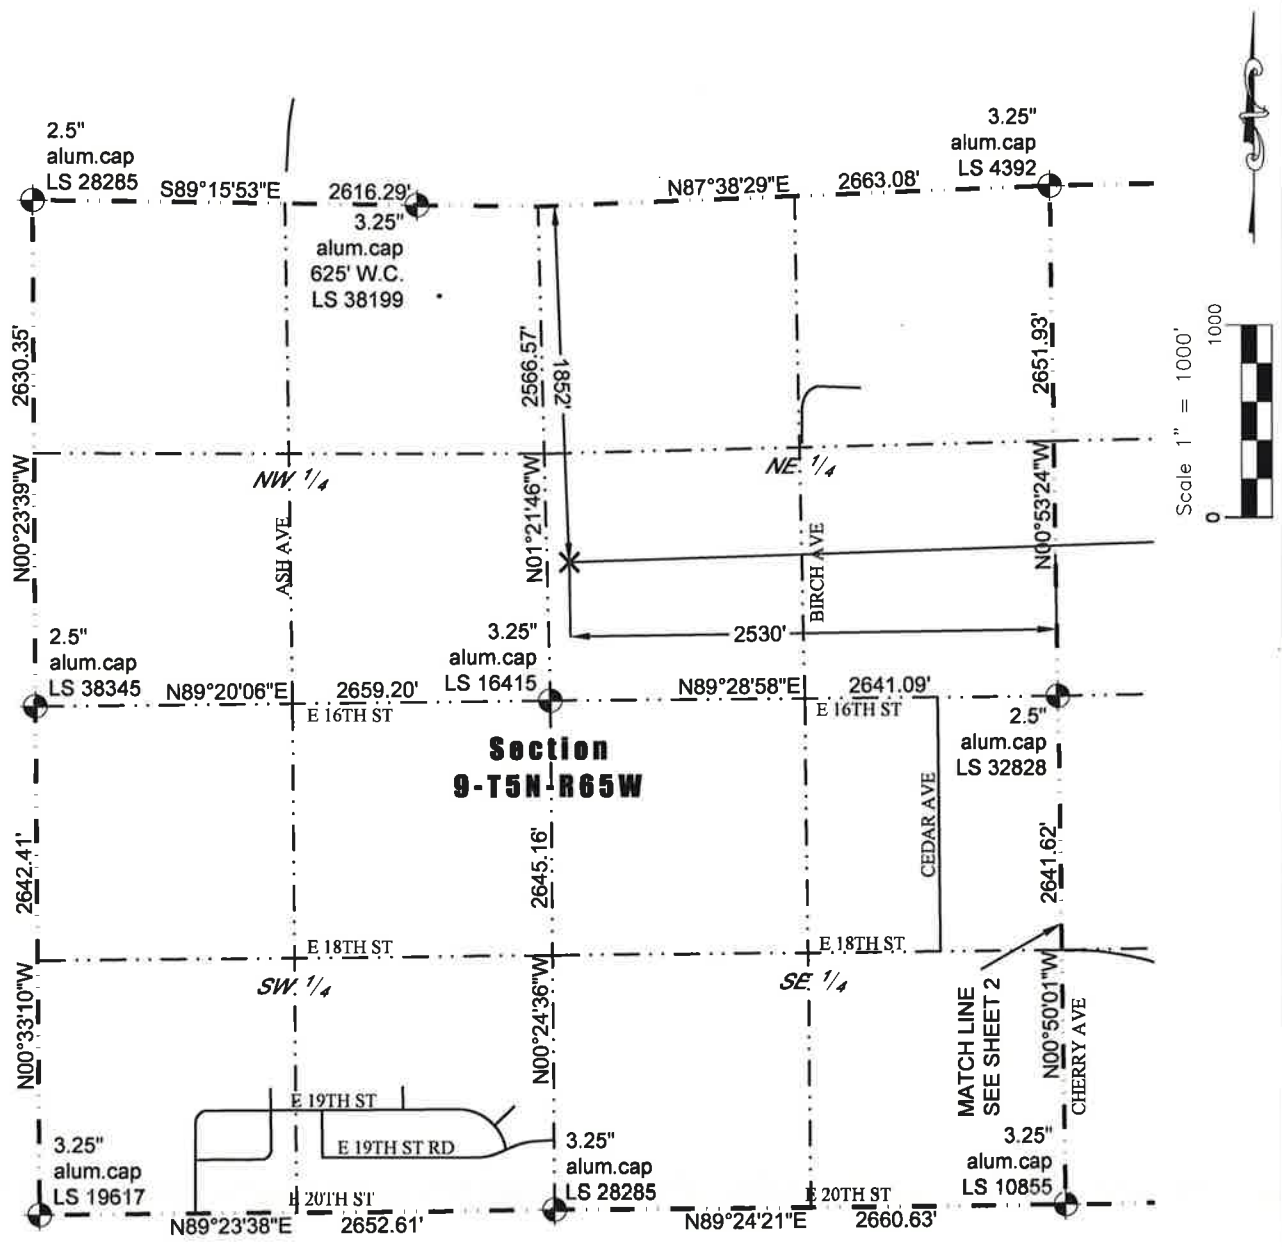 2.5"
alum.cap
LS 28285
S89°15'53"E
2616.29'
3.25"
alum.cap
625' W.C.
LS 38199
N87°38'29"E
2663.08'
3.25"
alum.cap
LS 4392
2630.35'
N00°23'39"W
2566.57'
N01°21'46"W
1852'
2651.93'
N00°53'24"W
NW 1/4
NE 1/4
ASH AVE
BIRCH AVE
2530'
Scale 1" = 1000'
0
1000
2.5"
alum.cap
LS 38345
N89°20'06"E
2659.20'
E 16TH ST
3.25"
alum.cap
LS 16415
N89°28'58"E
2641.09'
E 16TH ST
2.5"
alum.cap
LS 32828
Section
9-T5N-R65W
2642.41'
N00°33'10"W
2645.16'
N00°24'36"W
CEDAR AVE
2641.62'
N00°50'01"W
E 18TH ST
E 18TH ST
SW 1/4
SE 1/4
MATCH LINE
SEE SHEET 2
CHERRY AVE
E 19TH ST
E 19TH ST RD
3.25"
alum.cap
LS 19617
E 20TH ST
N89°23'38"E
2652.61'
3.25"
alum.cap
LS 28285
E 20TH ST
N89°24'21"E
2660.63'
3.25"
alum.cap
LS 10855